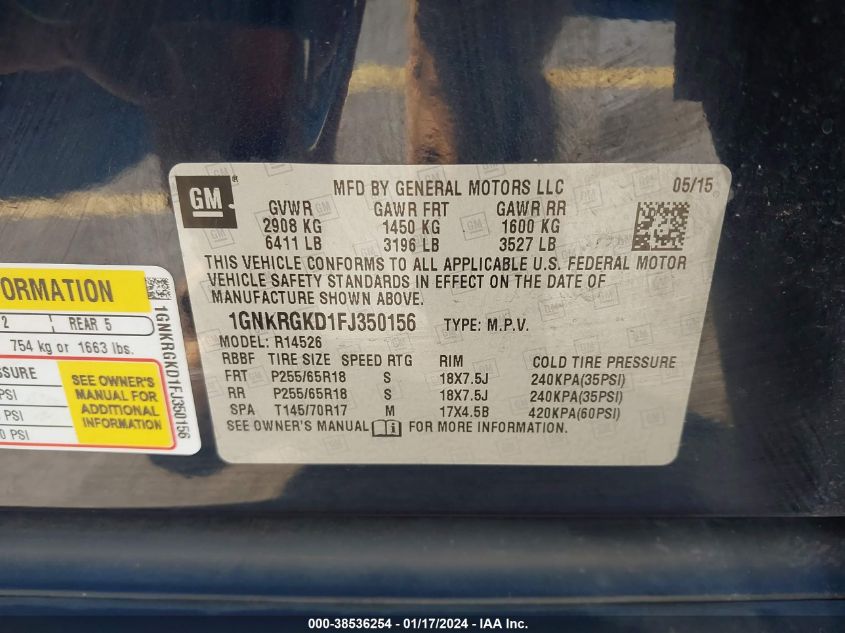 GM
®
MFD BY GENERAL MOTORS LLC 05/15
GVWR GAWR FRT GAWR RR
2908 KG 1450 KG 1600 KG
6411 LB 3196 LB 3527 LB
THIS VEHICLE CONFORMS TO ALL APPLICABLE U.S. FEDERAL MOTOR
VEHICLE SAFETY STANDARDS IN EFFECT ON THE DATE OF
MANUFACTURE SHOWN ABOVE.
1GNKRGKD1FJ350156 TYPE: M.P.V.
MODEL: R14526
RBBF TIRE SIZE SPEED RTG RIM COLD TIRE PRESSURE
FRT P255/65R18 S 18X7.5J 240KPA(35PSI)
RR P255/65R18 S 18X7.5J 240KPA(35PSI)
SPA T145/70R17 M 17X4.5B 420KPA(60PSI)
SEE OWNER'S MANUAL FOR MORE INFORMATION.
ORMATION
2 REAR 5
754 kg or 1663 lbs.
SSURE
PSI
PSI
0 PSI
SEE OWNER'S
MANUAL FOR
ADDITIONAL
INFORMATION
1GNKRGKD1FJ350156
000-38536254 - 01/17/2024 - IAA Inc.